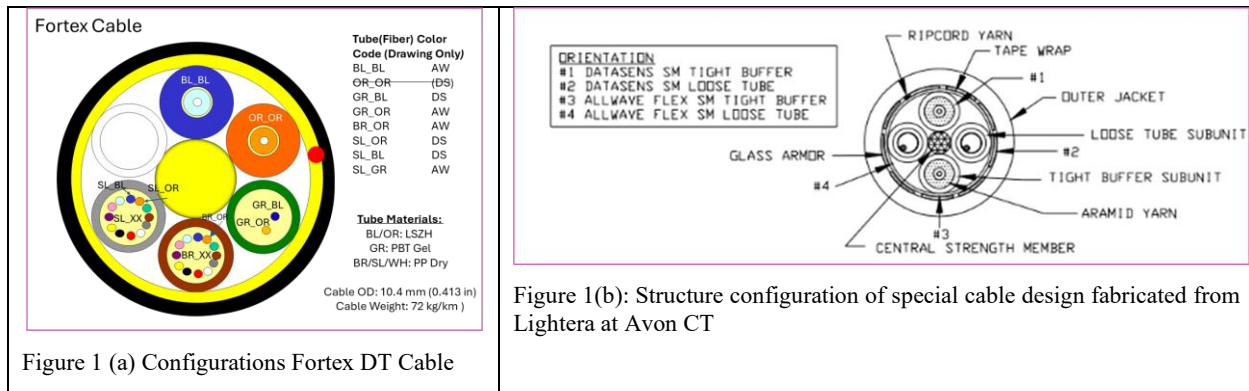 Fortex Cable
Tube(Fiber) Color
Code (Drawing Only)
BL_BL AW
OR_OR (DS)
GR_BL DS
GR_OR AW
BR_OR AW
SL_OR DS
SL_BL DS
SL_GR AW
BL_BL
OR_OR
SL_BL
SL_OR
SL_XX
BR_OR
BR_XX
GR_BL
GR_OR
Tube Materials:
BL/OR: LSZH
GR: PBT Gel
BR/SL/WH: PP Dry
Cable OD: 10.4 mm (0.413 in)
Cable Weight: 72 kg/km )
Figure 1 (a) Configurations Fortex DT Cable
ORIENTATION
#1 DATASENS SM TIGHT BUFFER
#2 DATASENS SM LOOSE TUBE
#3 ALLWAVE FLEX SM TIGHT BUFFER
#4 ALLWAVE FLEX SM LOOSE TUBE
RIPCORD YARN
TAPE WRAP
#1
OUTER JACKET
LOOSE TUBE SUBUNIT
#2
GLASS ARMOR
#4
TIGHT BUFFER SUBUNIT
ARAMID YARN
#3
CENTRAL STRENGTH MEMBER
Figure 1(b): Structure configuration of special cable design fabricated from
Lightera at Avon CT